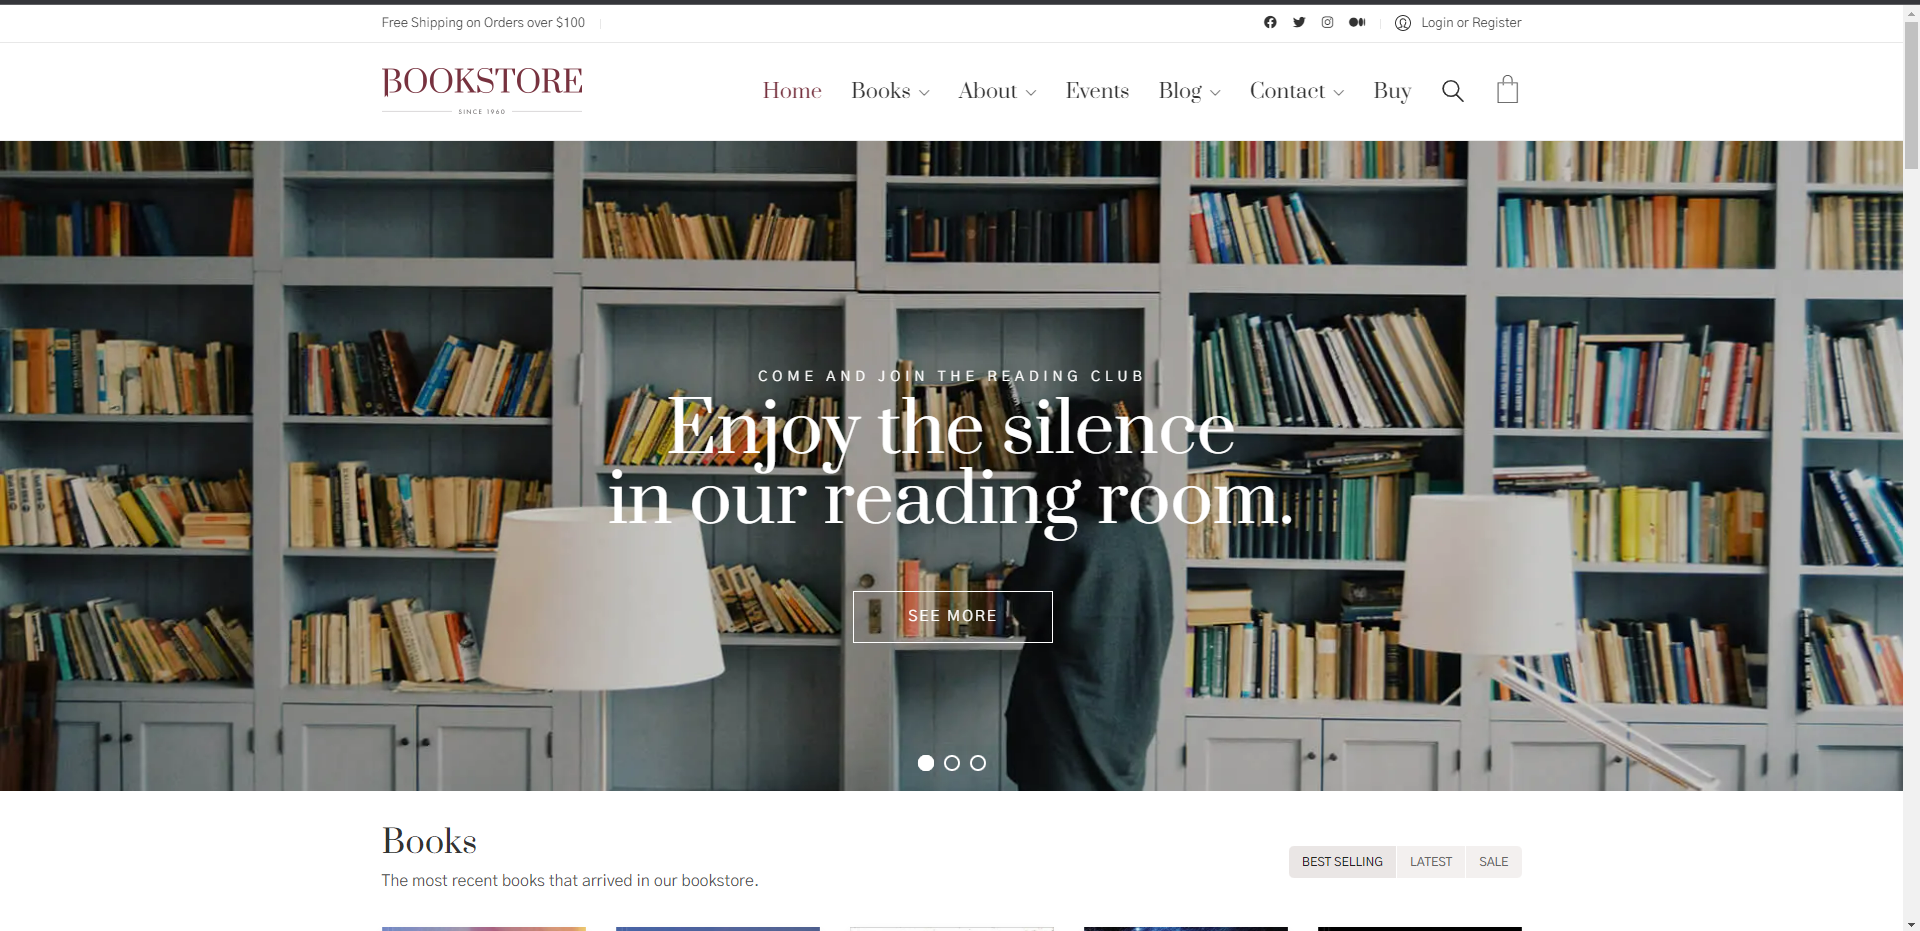 Free Shipping on Orders over $100
Login or Register
BOOKSTORE
SINCE 1960
Home Books About Events Blog Contact Buy
COME AND JOIN THE READING CLUB
Enjoy the silence
in our reading room.
SEE MORE
Books
BEST SELLING LATEST SALE
The most recent books that arrived in our bookstore.